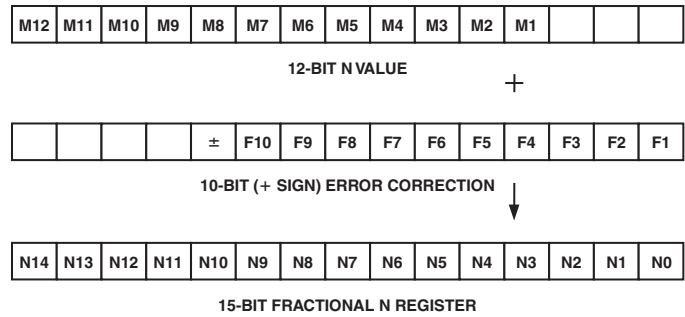 M12 M11 M10 M9 M8 M7 M6 M5 M4 M3 M2 M1
12-BIT N VALUE
+
± F10 F9 F8 F7 F6 F5 F4 F3 F2 F1
10-BIT (+ SIGN) ERROR CORRECTION
N14 N13 N12 N11 N10 N9 N8 N7 N6 N5 N4 N3 N2 N1 N0
15-BIT FRACTIONAL N REGISTER